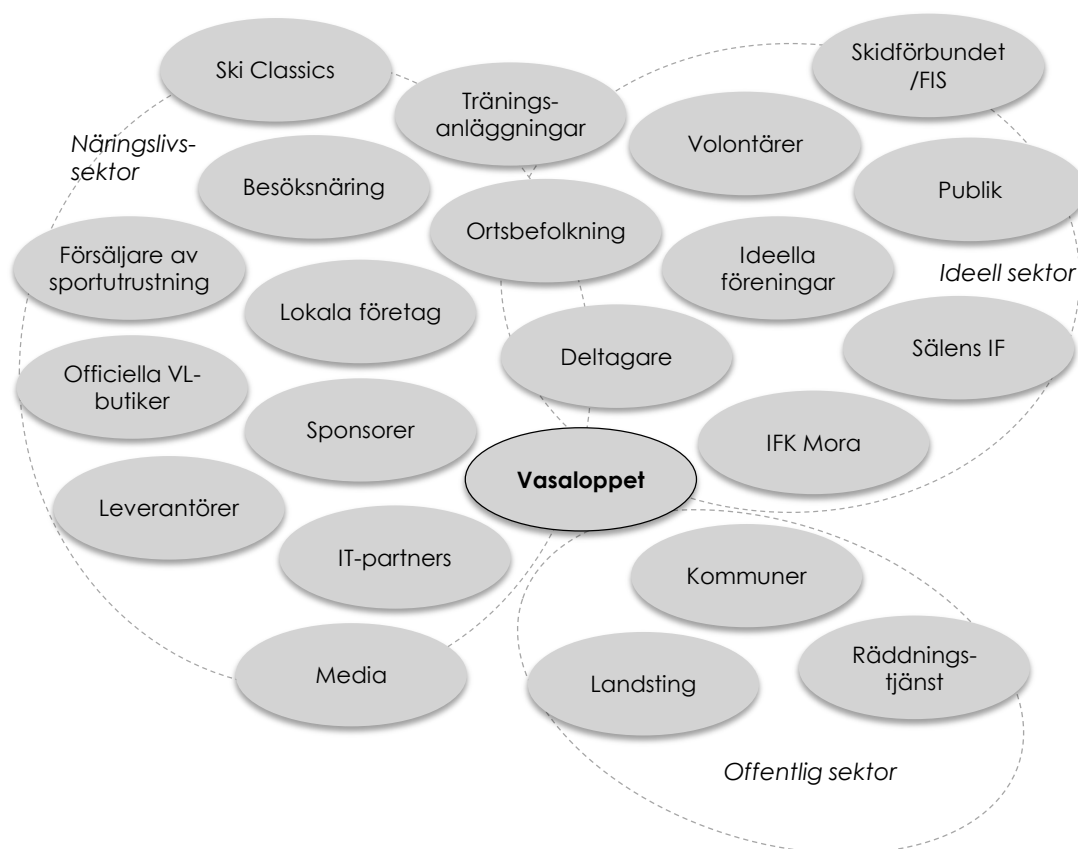 Ski Classics
Skidförbundet
/FIS
Tränings-
anläggningar
Volontärer
Näringslivs-
sektor
Besöksnäring
Publik
Ortsbefolkning
Försäljare av
sportutrustning
Ideella
föreningar
Ideell sektor
Lokala företag
Deltagare
Sälens IF
Officiella VL-
butiker
Sponsorer
IFK Mora
Vasaloppet
Leverantörer
IT-partners
Kommuner
Media
Landsting
Räddnings-
tjänst
Offentlig sektor